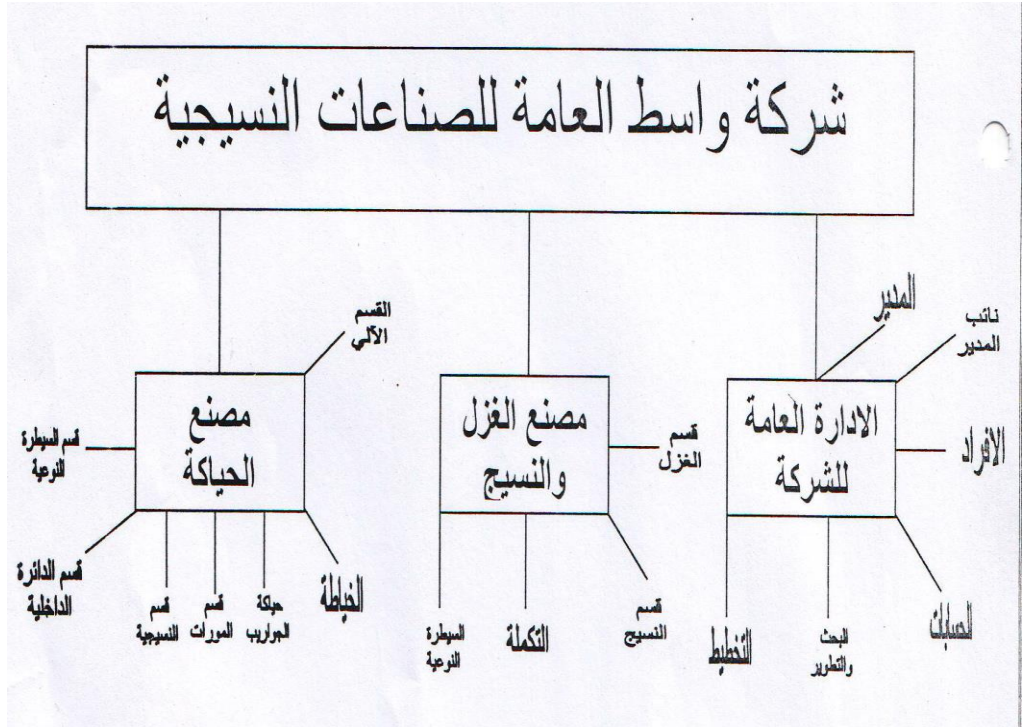 شركة واسط العامة للصناعات النسيجية
المدير
نائب
المدير
الادارة العامة
للشركة
الافراد
الحسابات
البحث
والتطوير
التخطيط
مصنع الغزل
والنسيج
قسم
الغزل
قسم
النسيج
التكملة
السيطرة
النوعية
القسم
الآلي
مصنع
الحياكة
قسم السيطرة
النوعية
الخياطة
حياكة
الجواريب
قسم
المورات
قسم
النسيجية
قسم الدائرة
الداخلية